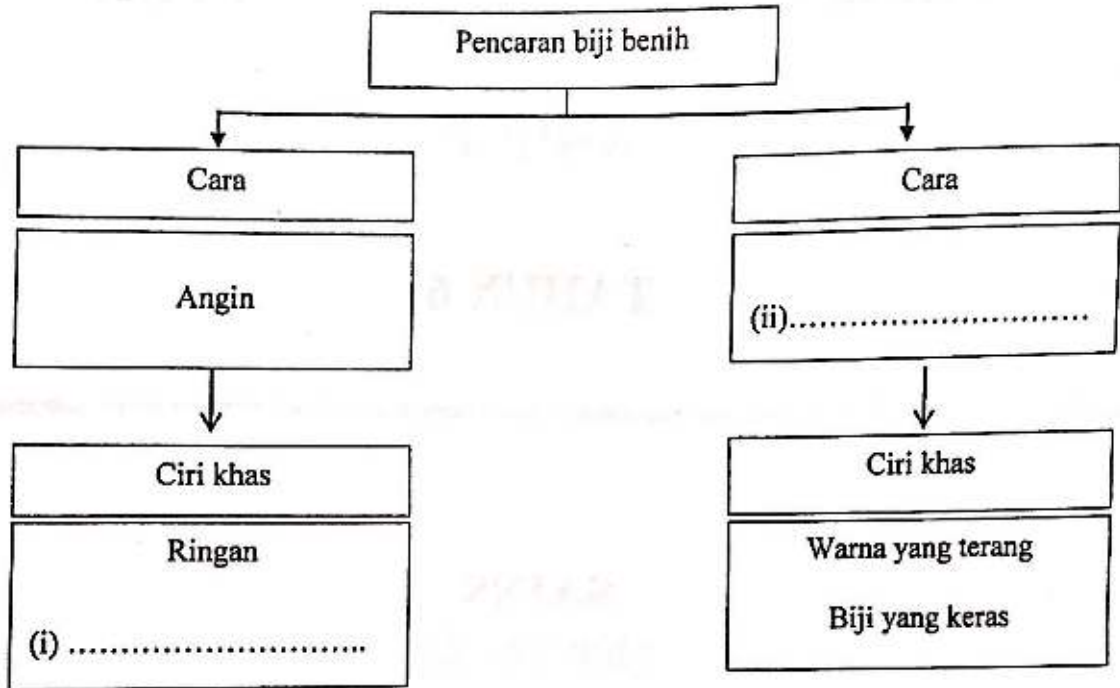 Pencaran biji benih
Cara
Angin
Ciri khas
Ringan
(i) ................................
Cara
(ii)................................
Ciri khas
Warna yang terang
Biji yang keras